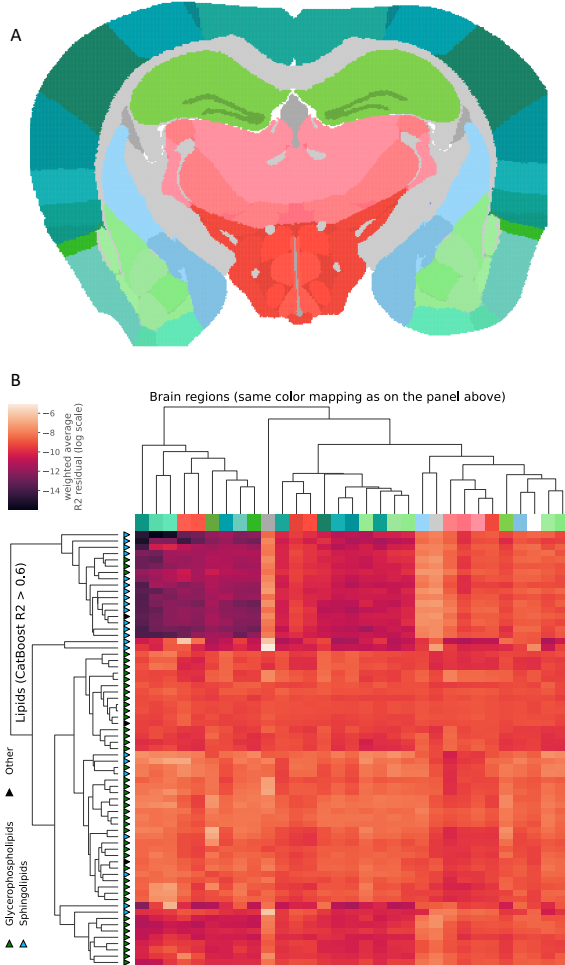 A
B
Brain regions (same color mapping as on the panel above)
−6
−8
−10
−12
−14
weighted average
R2 residual (log scale)
Lipids (CatBoost R2 > 0.6)
Glycerophospholipids
Sphingolipids
Other